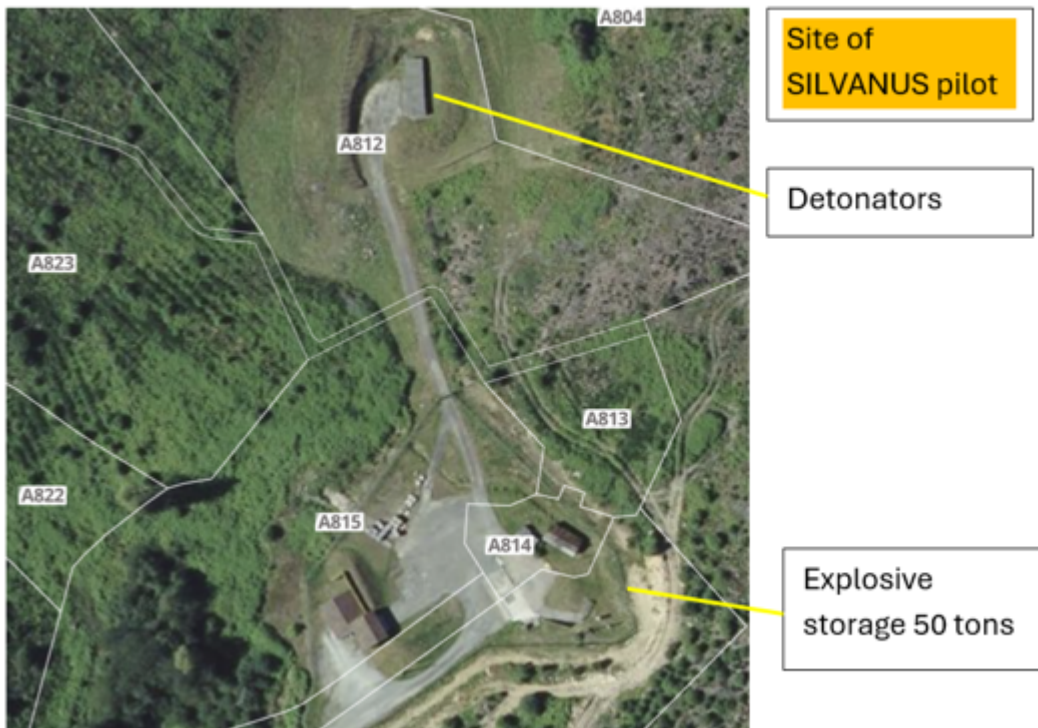 A804
Site of
SILVANUS pilot
A812
Detonators
A823
A813
A822
A815
A814
Explosive
storage 50 tons